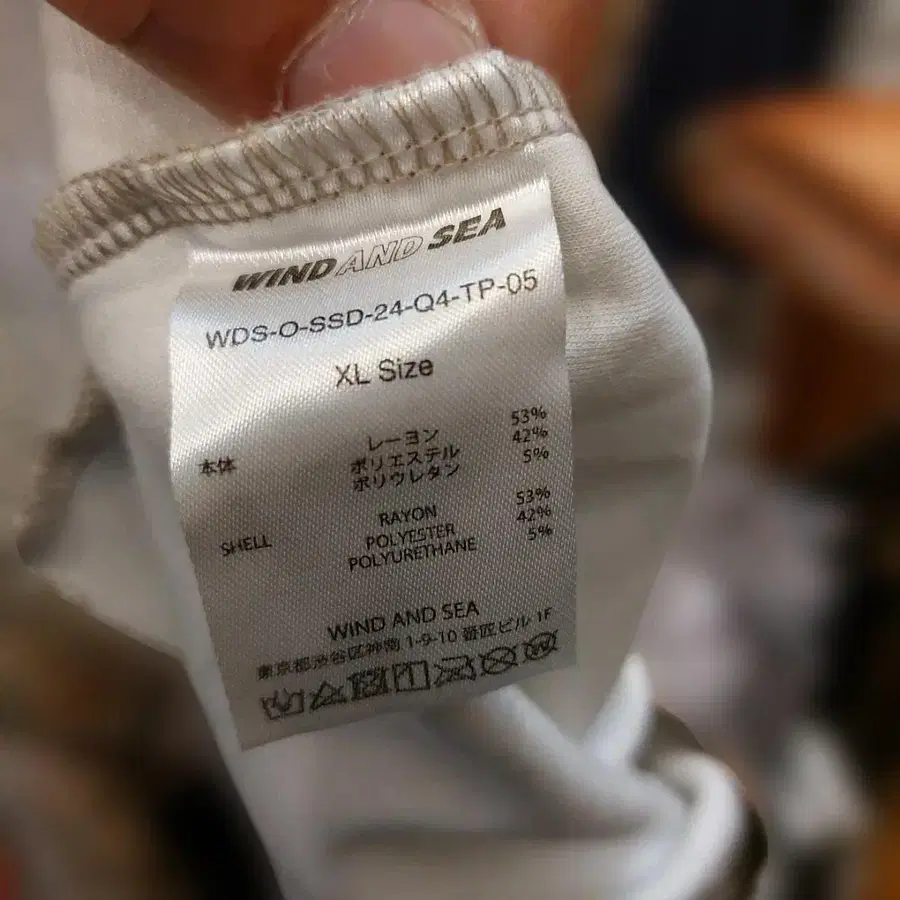 WIND AND SEA
WDS-O-SSD-24-Q4-TP-05
XL Size
本体 レーヨン 53%
ポリエステル 42%
ポリウレタン 5%
SHELL RAYON 53%
POLYESTER 42%
POLYURETHANE 5%
WIND AND SEA
東京都渋谷区神南 1-9-10 ビル 1F